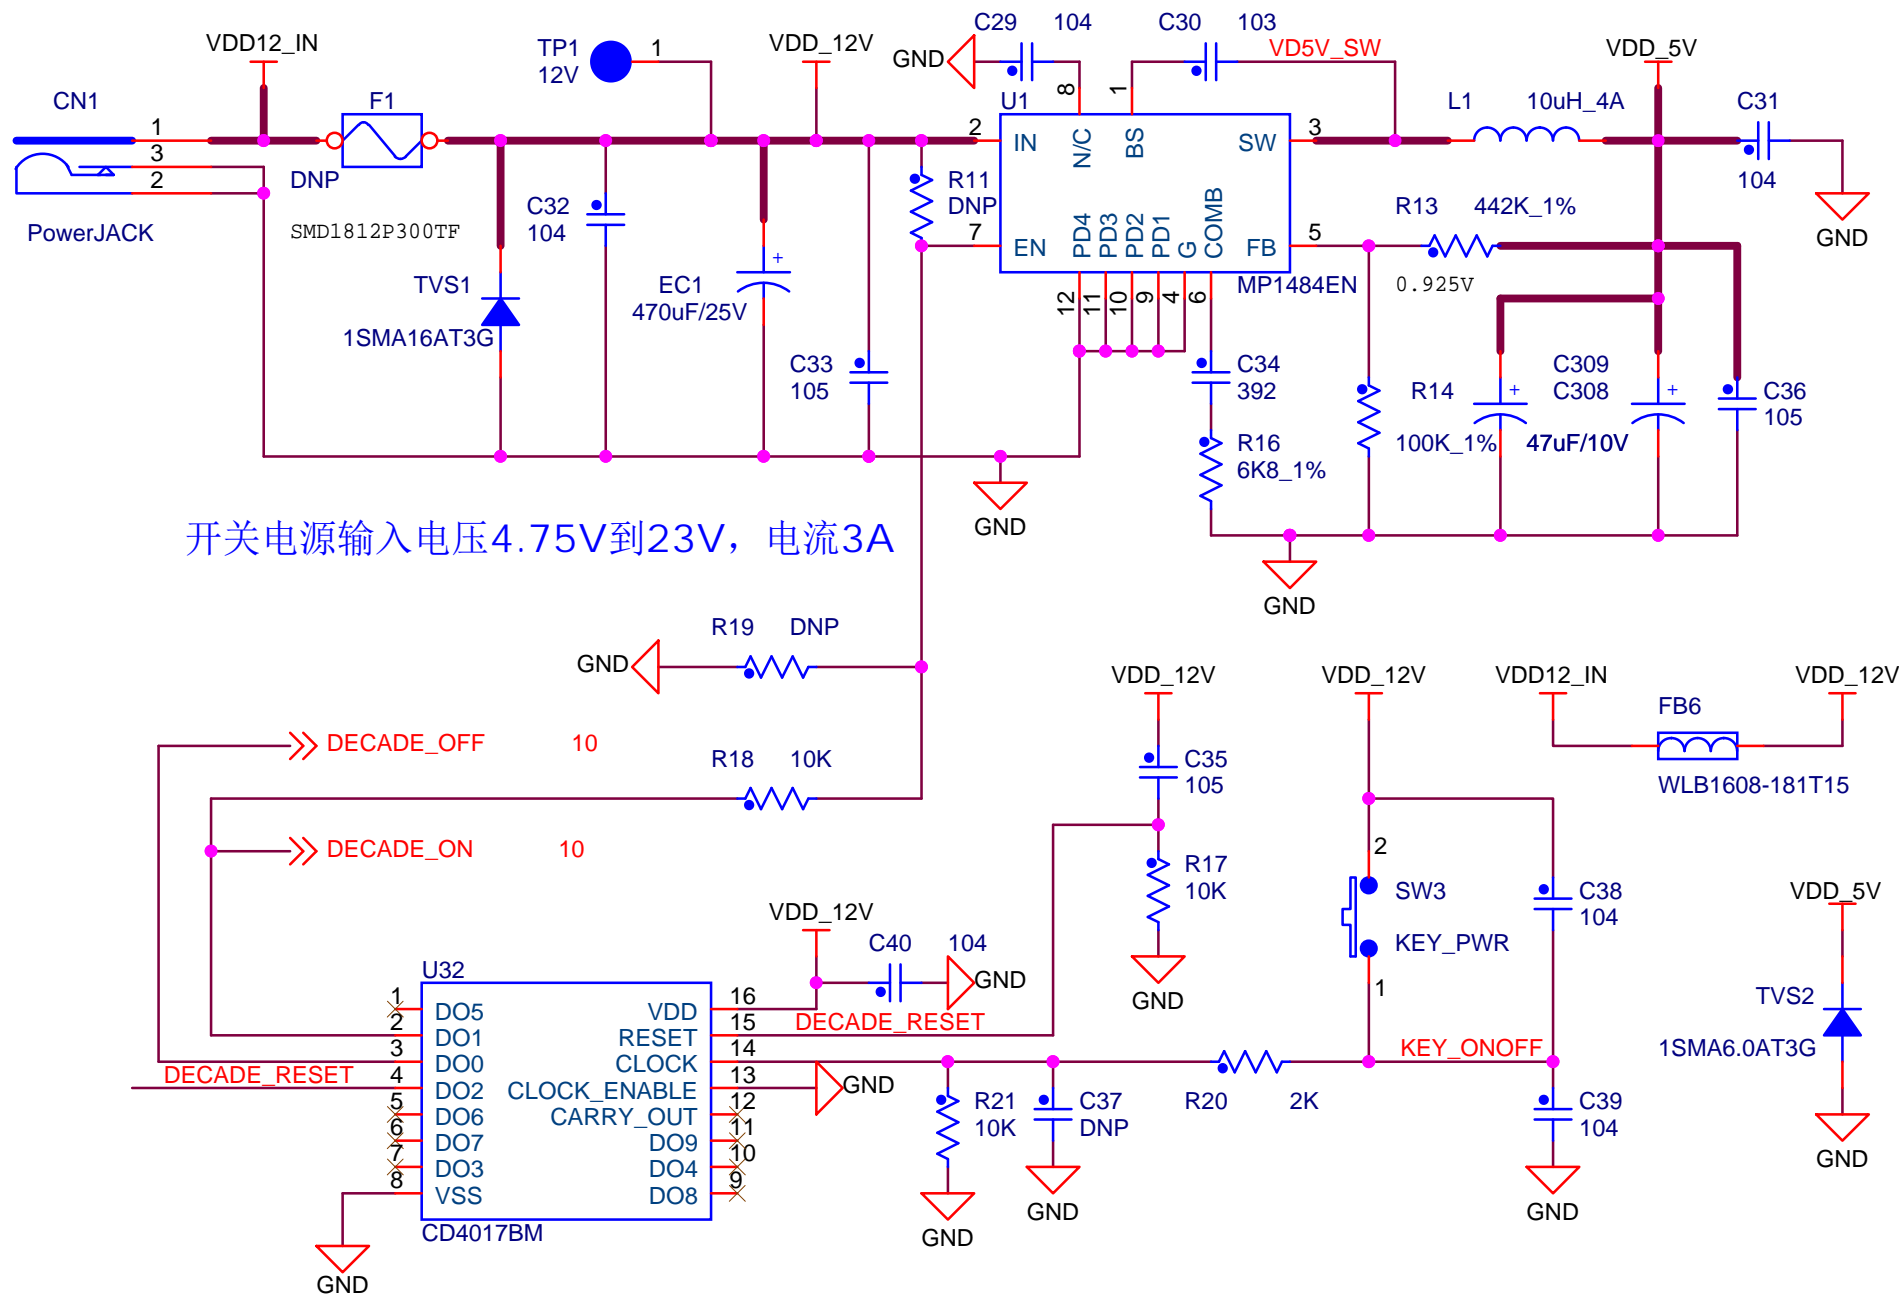 VDD12_IN
TP1
12V
1
VDD_12V
C29 104
GND
C30 103
VD5V_SW
VDD_5V
CN1
1
3
2
PowerJACK
F1
DNP
SMD1812P300TF
TVS1
1SMA16AT3G
C32
104
EC1
470uF/25V
+
C33
105
R11
DNP
U1
8
1
2
7
3
5
IN
N/C
BS
SW
EN
PD4
PD3
PD2
PD1
G
COMB
FB
12
11
10
9
4
6
MP1484EN
L1 10uH_4A
C31
104
GND
R13 442K_1%
0.925V
C34
392
R16
6K8_1%
R14
100K_1%
+
C309
C308
47uF/10V
+
C36
105
GND
GND
开关电源输入电压4.75V到23V，电流3A
R19 DNP
GND
DECADE_OFF 10
R18 10K
DECADE_ON 10
VDD_12V
C35
105
R17
10K
GND
VDD_12V
2
SW3
KEY_PWR
1
C38
104
VDD12_IN
VDD_12V
FB6
WLB1608-181T15
VDD_5V
TVS2
1SMA6.0AT3G
GND
VDD_12V
C40 104
GND
U32
1
2
3
4
5
6
7
8
DO5
DO1
DO0
DO2
DO6
DO7
DO3
VSS
VDD
RESET
CLOCK
CLOCK_ENABLE
CARRY_OUT
DO9
DO4
DO8
16
15
14
13
12
11
10
9
CD4017BM
DECADE_RESET
DECADE_RESET
GND
GND
R21
10K
GND
C37
DNP
GND
R20 2K
KEY_ONOFF
C39
104
GND